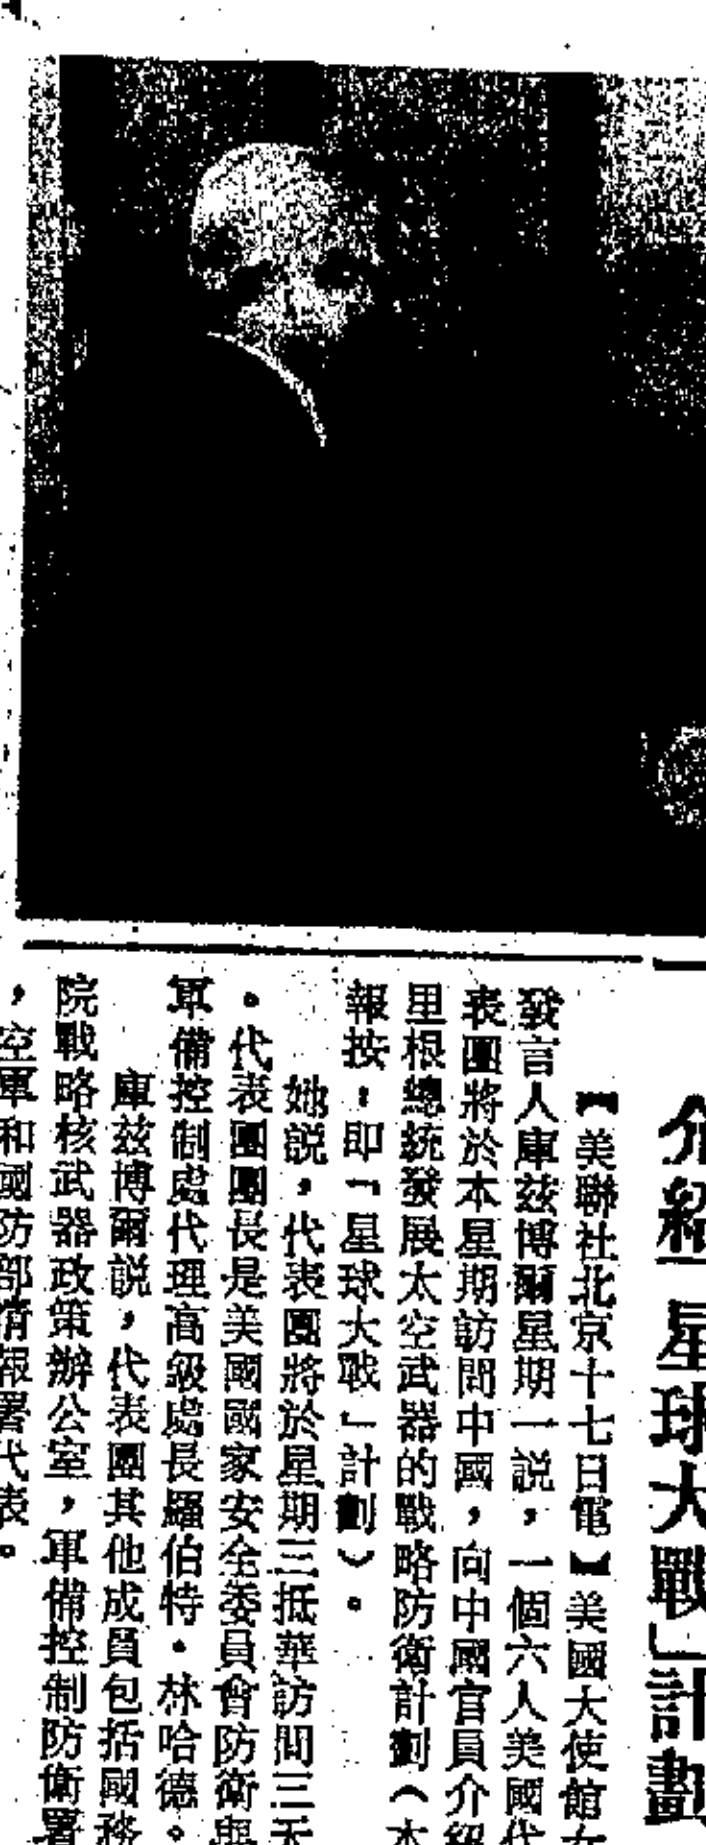 介紹「星球大戰」計劃
【美聯社北京十七日電】美國大使館女
發言人庫茲博爾星期一說，一個六人美國代
表團將於本星期訪問中國，向中國官員介紹
里根總統發展太空武器的戰略防衛計劃（本
報按：即「星球大戰」計劃）。
她說，代表團將於星期三抵華訪問三天
。代表團團長是美國國家安全委員會防衛與
軍備控制處代理高級處長羅伯特·林哈德。
庫茲博爾說，代表團其他成員包括國務
院戰略核武器政策辦公室，軍備控制防衛署
，空軍和國防部情報署代表。